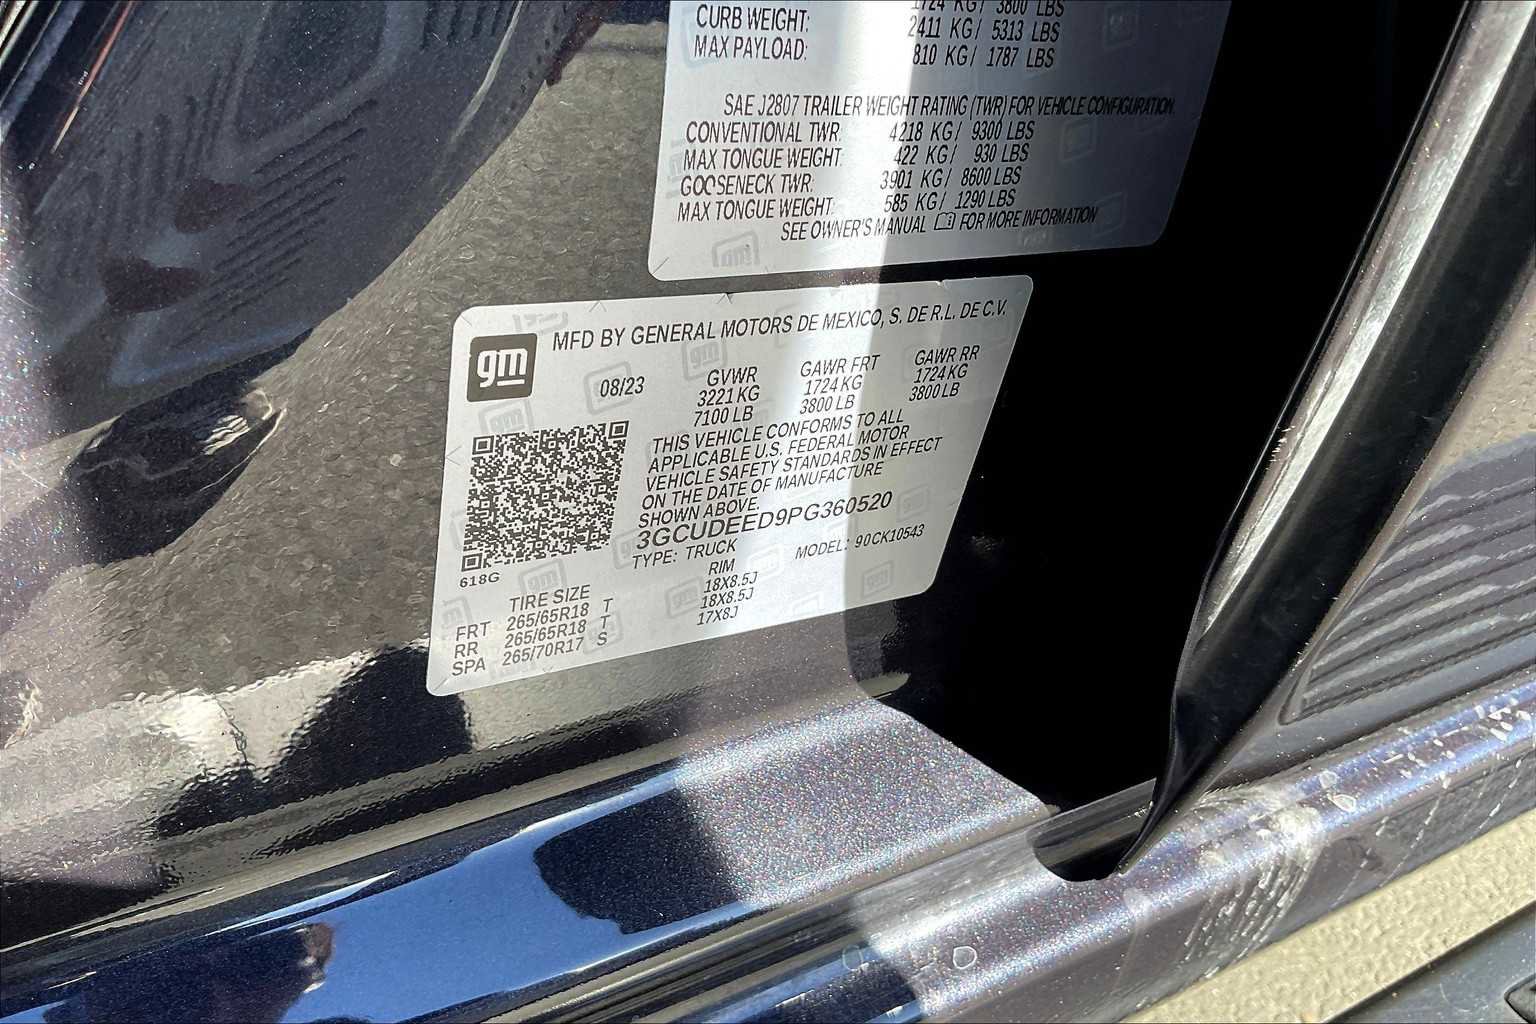 1724 KG/ 3800 LBS
CURB WEIGHT: 2411 KG/ 5313 LBS
MAX PAYLOAD: 810 KG/ 1787 LBS
SAE J2807 TRAILER WEIGHT RATING (TWR) FOR VEHICLE CONFIGURATION
CONVENTIONAL TWR: 4218 KG/ 9300 LBS
MAX TONGUE WEIGHT: 422 KG/ 930 LBS
GOOSENECK TWR: 3901 KG/ 8600 LBS
MAX TONGUE WEIGHT: 585 KG/ 1290 LBS
SEE OWNER'S MANUAL FOR MORE INFORMATION
gm
MFD BY GENERAL MOTORS DE MEXICO, S. DE R.L. DE C.V.
08/23 GVWR GAWR FRT GAWR RR
3221 KG 1724 KG 1724 KG
7100 LB 3800 LB 3800 LB
THIS VEHICLE CONFORMS TO ALL
APPLICABLE U.S. FEDERAL MOTOR
VEHICLE SAFETY STANDARDS IN EFFECT
ON THE DATE OF MANUFACTURE
SHOWN ABOVE.
3GCUDEED9PG360520
TYPE: TRUCK MODEL: 90CK10543
618G
TIRE SIZE RIM
FRT 265/65R18 T 18X8.5J
RR 265/65R18 T 18X8.5J
SPA 265/70R17 S 17X8J